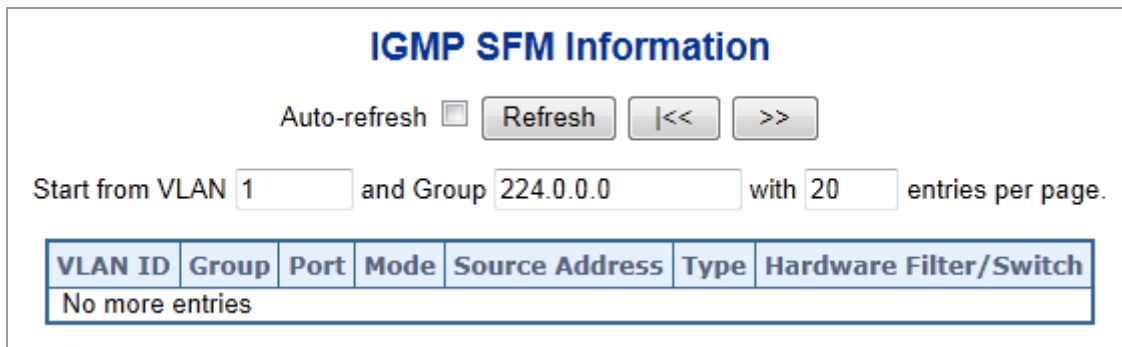 IGMP SFM Information
Auto-refresh Refresh |<< >>
Start from VLAN 1 and Group 224.0.0.0 with 20 entries per page.
VLAN ID Group Port Mode Source Address Type Hardware Filter/Switch
No more entries